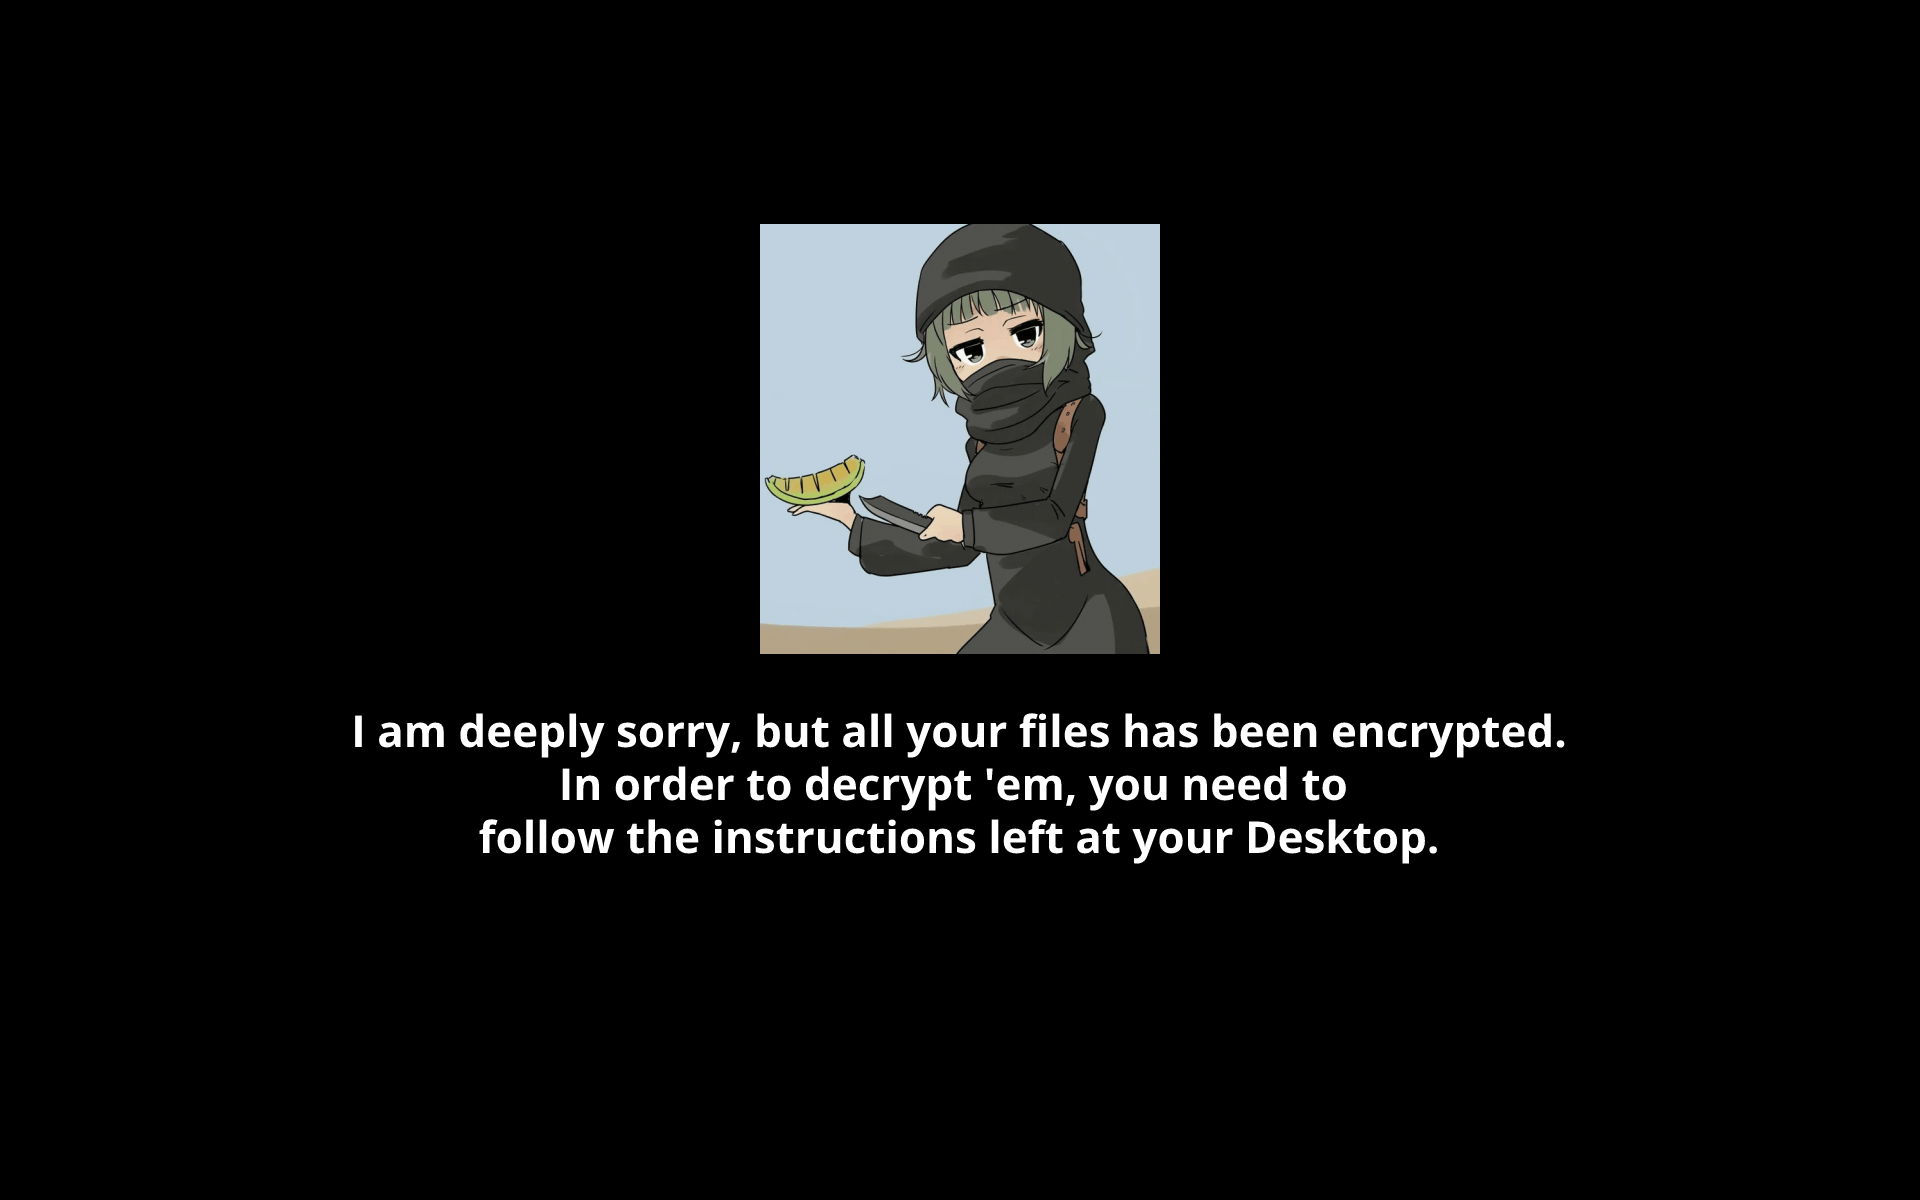 I am deeply sorry, but all your files has been encrypted.
In order to decrypt 'em, you need to
follow the instructions left at your Desktop.